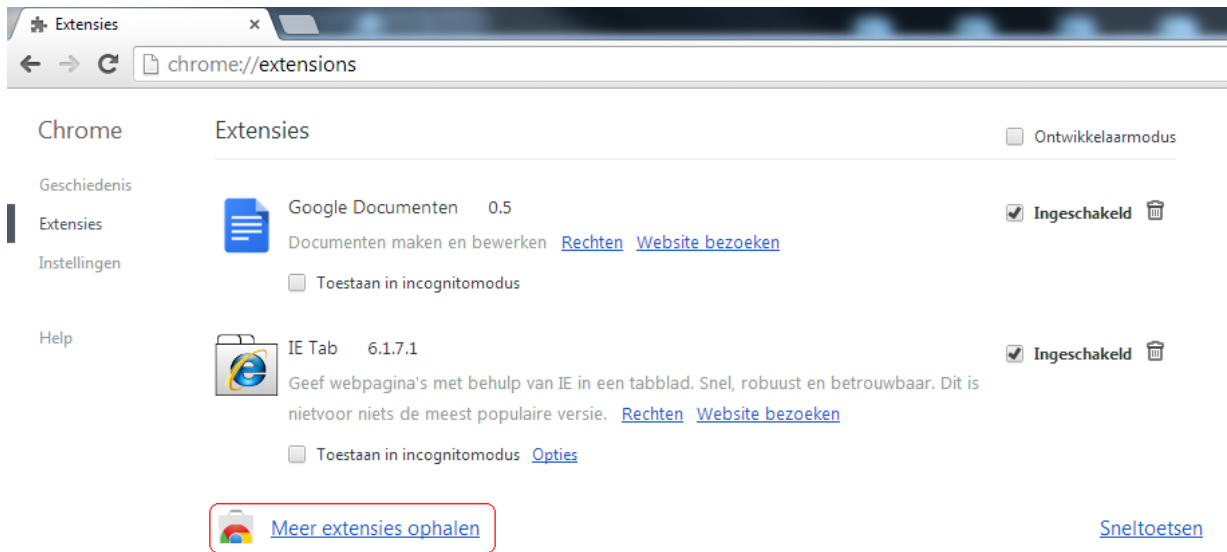 Extensies
chrome://extensions
Chrome
Extensies
Ontwikkelaarmodus
Geschiedenis
Extensies
Instellingen
Help
Google Documenten 0.5
Ingeschakeld
Documenten maken en bewerken Rechten Website bezoeken
Toestaan in incognitomodus
IE Tab 6.1.7.1
Ingeschakeld
Geef webpagina's met behulp van IE in een tabblad. Snel, robuust en betrouwbaar. Dit is
nietvoor niets de meest populaire versie. Rechten Website bezoeken
Toestaan in incognitomodus Opties
Meer extensies ophalen
Sneltoetsen